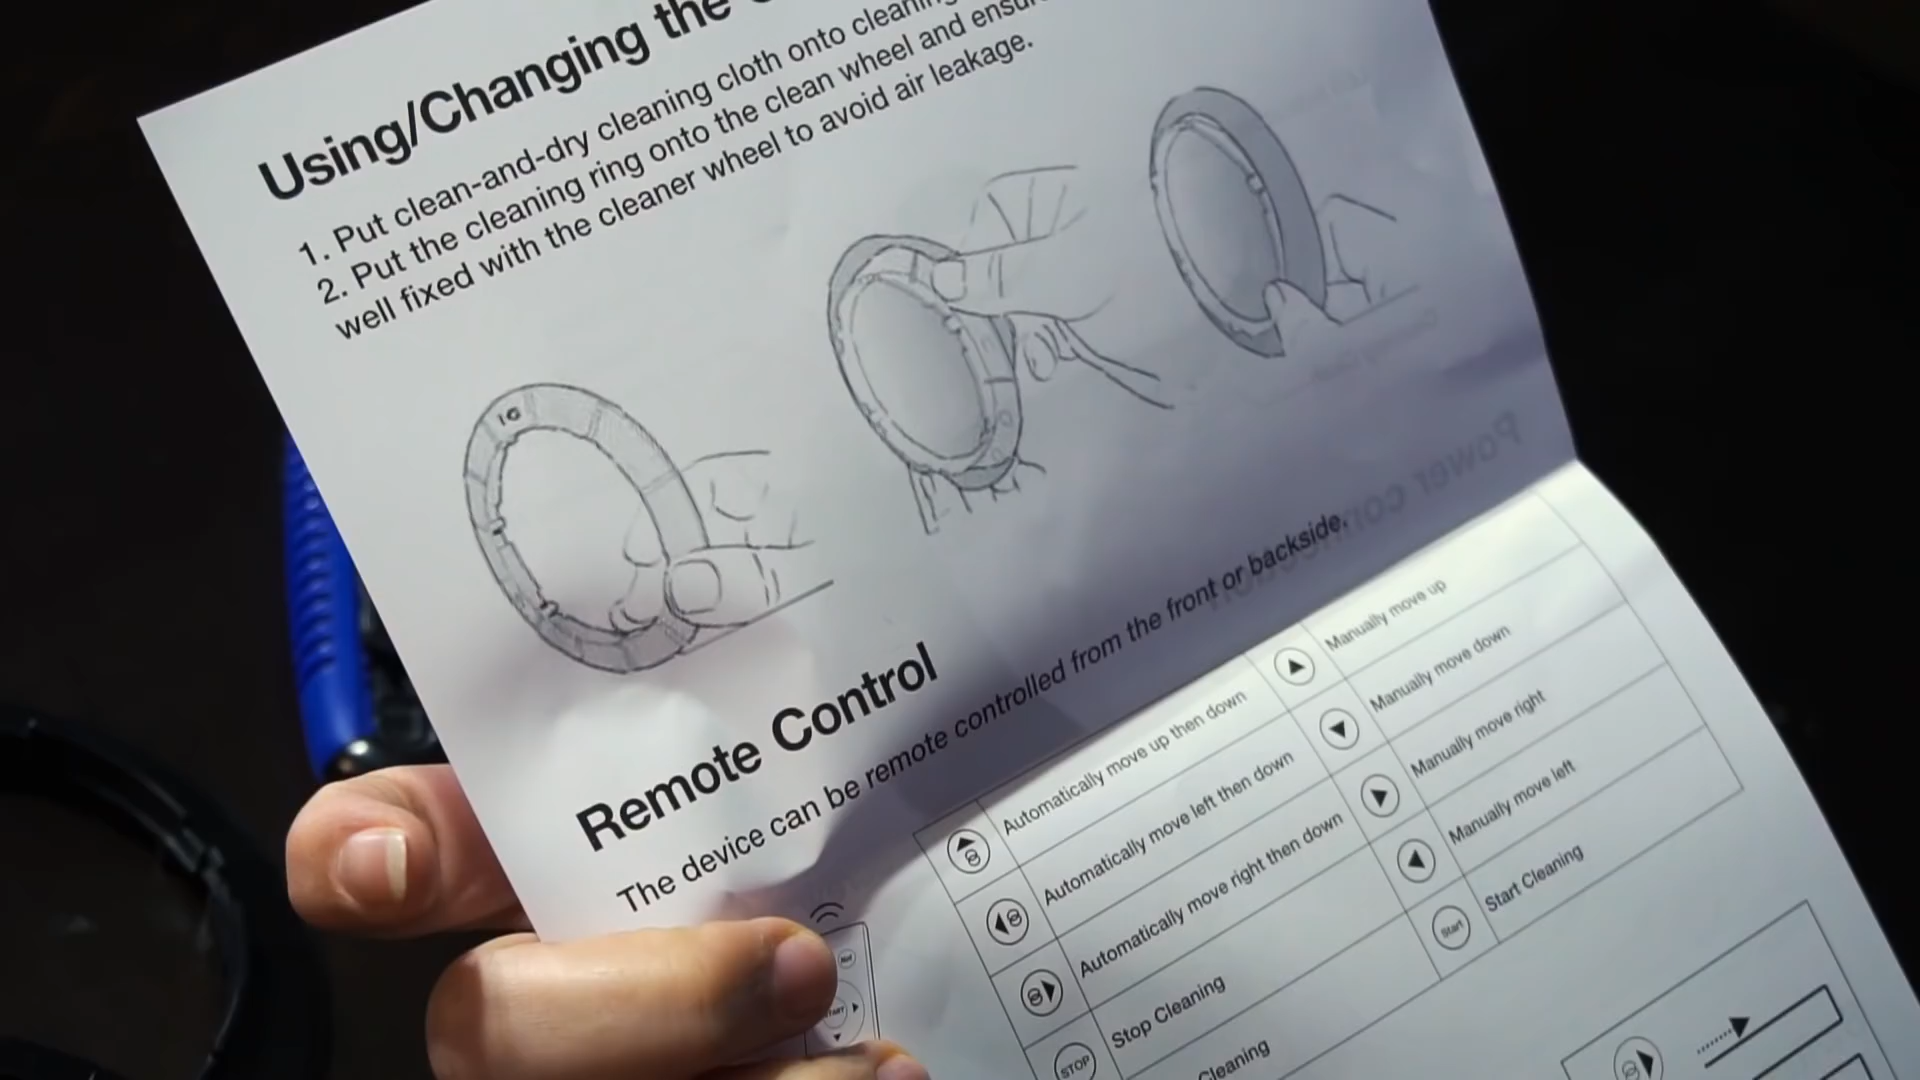 Using/Changing the
1. Put clean-and-dry cleaning cloth onto cleaning
2. Put the cleaning ring onto the clean wheel and ensure
well fixed with the cleaner wheel to avoid air leakage.
Remote Control
The device can be remote controlled from the front or backside.
Automatically move up then down
Manually move up
Automatically move left then down
Manually move down
Automatically move right then down
Manually move right
Stop Cleaning
Manually move left
STOP
Start
Start Cleaning
Cleaning
Power connection